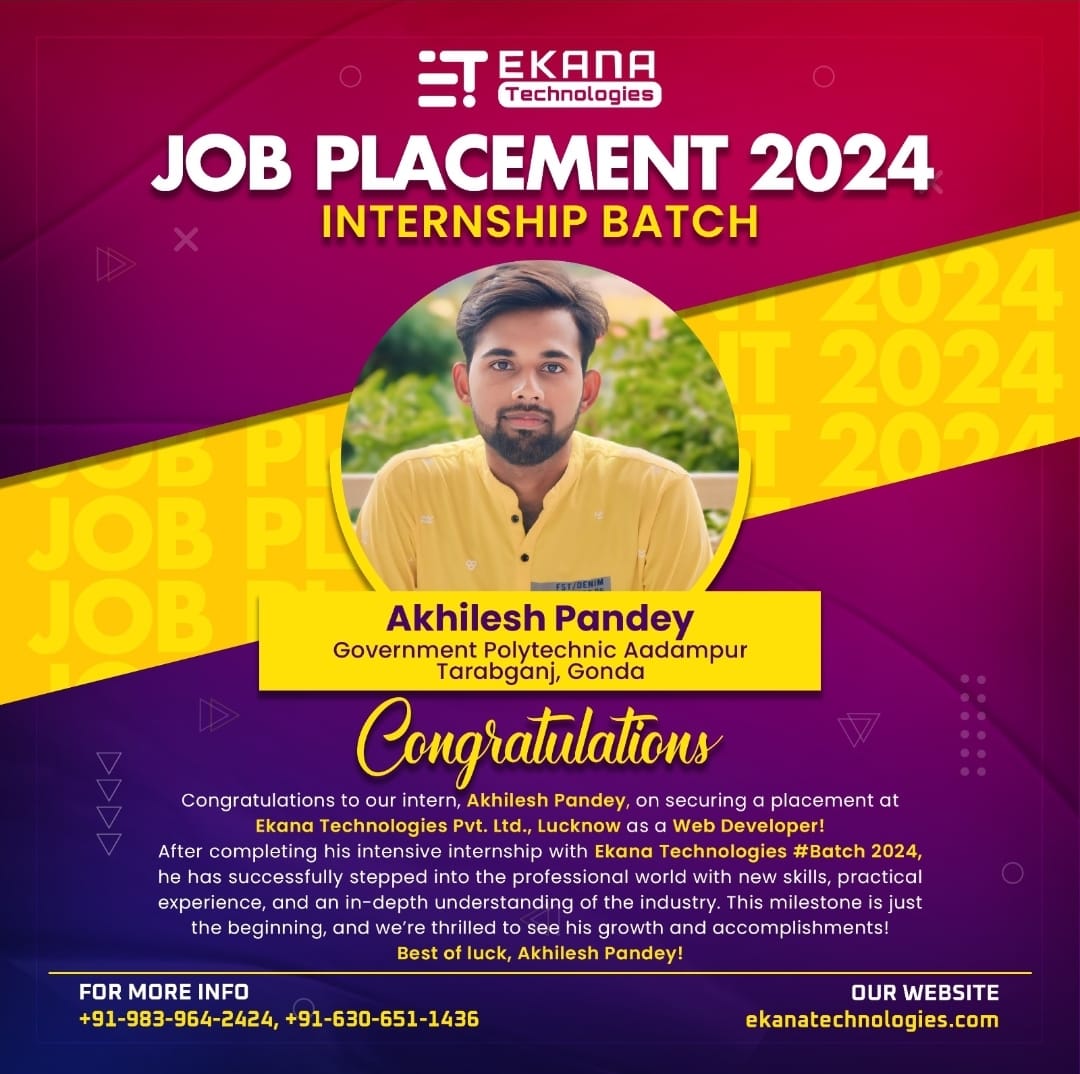 EKANA
Technologies
JOB PLACEMENT 2024
INTERNSHIP BATCH
FST/DENIM
Akhilesh Pandey
Government Polytechnic Aadampur
Tarabganj, Gonda
Congratulations
Congratulations to our intern, Akhilesh Pandey, on securing a placement at
Ekana Technologies Pvt. Ltd., Lucknow as a Web Developer!
After completing his intensive internship with Ekana Technologies #Batch 2024,
he has successfully stepped into the professional world with new skills, practical
experience, and an in-depth understanding of the industry. This milestone is just
the beginning, and we’re thrilled to see his growth and accomplishments!
Best of luck, Akhilesh Pandey!
FOR MORE INFO
+91-983-964-2424, +91-630-651-1436
OUR WEBSITE
ekanatechnologies.com